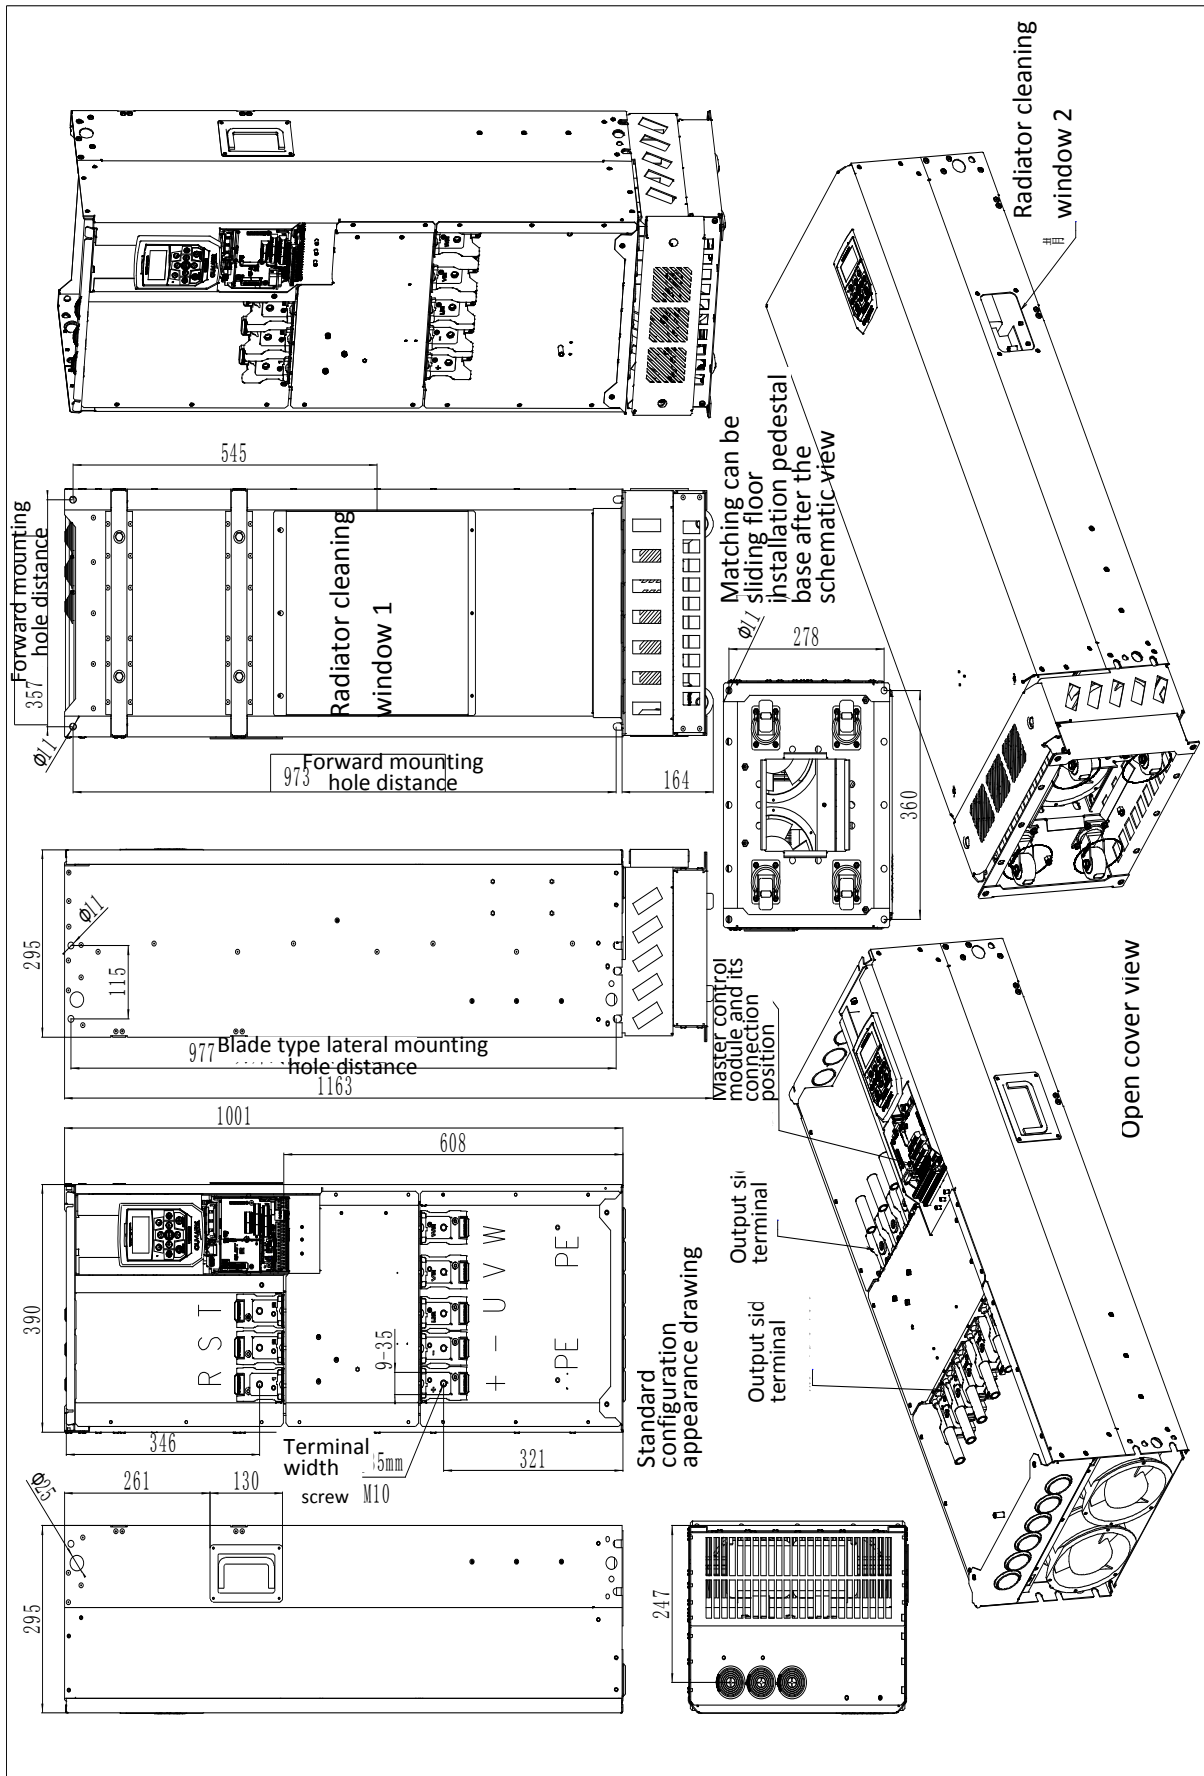 545
Forward mounting
hole distance
357
Φ11
Radiator cleaning
window 1
973
Forward mounting
hole distance
164
Radiator cleaning
window 2
Matching can be
sliding floor
installation pedestal
base after the
schematic view
Φ11
278
360
295
Φ11
115
977
Blade type lateral mounting
hole distance
1163
Master control
module and its
connection
position
1001
608
390
R S T
+ - U V W
PE
PE
9-35
346
321
Terminal
width
35mm
screw
M10
Standard
configuration
appearance drawing
Output sid
terminal
Output sid
terminal
Open cover view
Φ25
261
130
295
247